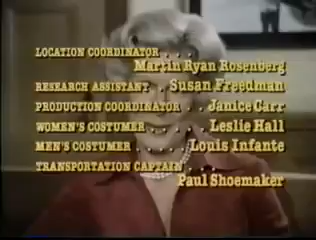 LOCATION COORDINATOR . . .
Martin Ryan Rosenberg
RESEARCH ASSISTANT . Susan Freedman
PRODUCTION COORDINATOR . . Janice Carr
WOMEN'S COSTUMER . . . . . Leslie Hall
MEN'S COSTUMER . . . . . Louis Infante
TRANSPORTATION CAPTAIN . .
Paul Shoemaker